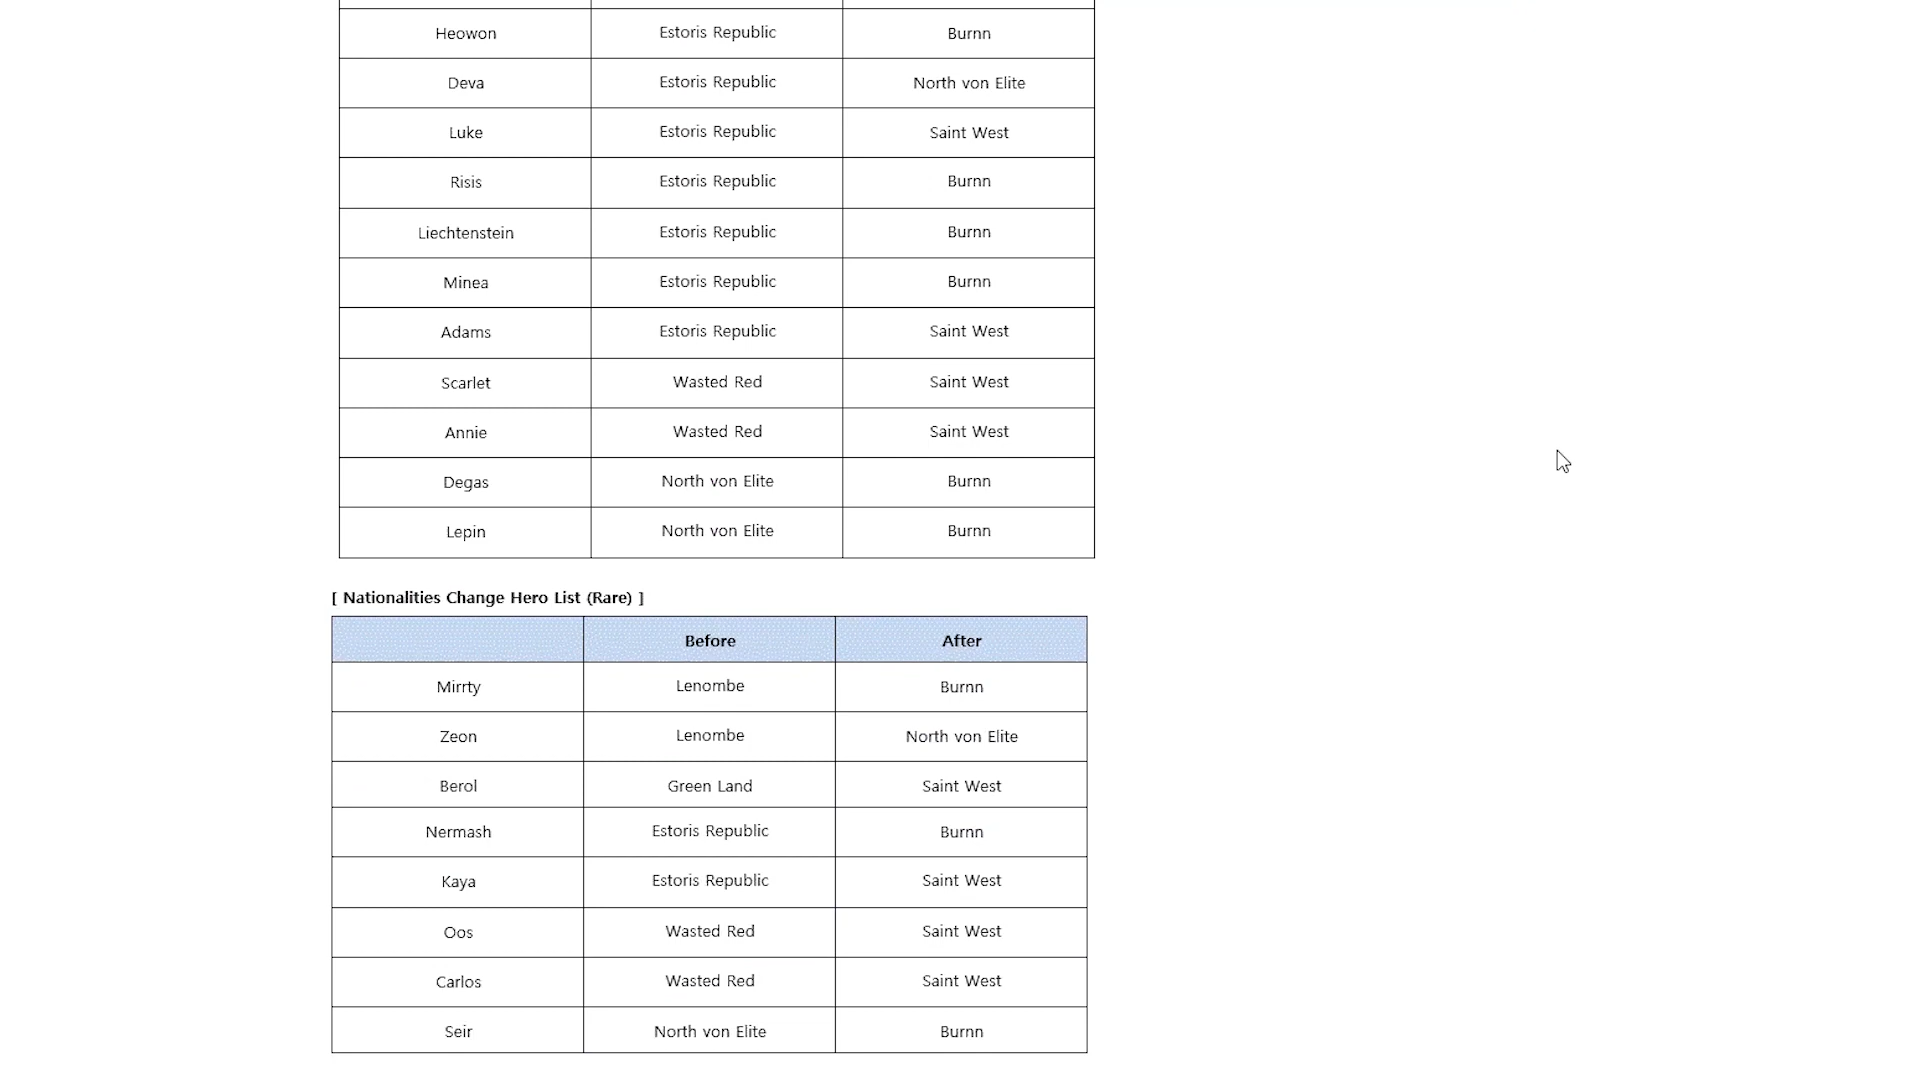 Heowon Estoris Republic Burnn
Deva Estoris Republic North von Elite
Luke Estoris Republic Saint West
Risis Estoris Republic Burnn
Liechtenstein Estoris Republic Burnn
Minea Estoris Republic Burnn
Adams Estoris Republic Saint West
Scarlet Wasted Red Saint West
Annie Wasted Red Saint West
Degas North von Elite Burnn
Lepin North von Elite Burnn
[ Nationalities Change Hero List (Rare) ]
Before After
Mirrty Lenombe Burnn
Zeon Lenombe North von Elite
Berol Green Land Saint West
Nermash Estoris Republic Burnn
Kaya Estoris Republic Saint West
Oos Wasted Red Saint West
Carlos Wasted Red Saint West
Seir North von Elite Burnn